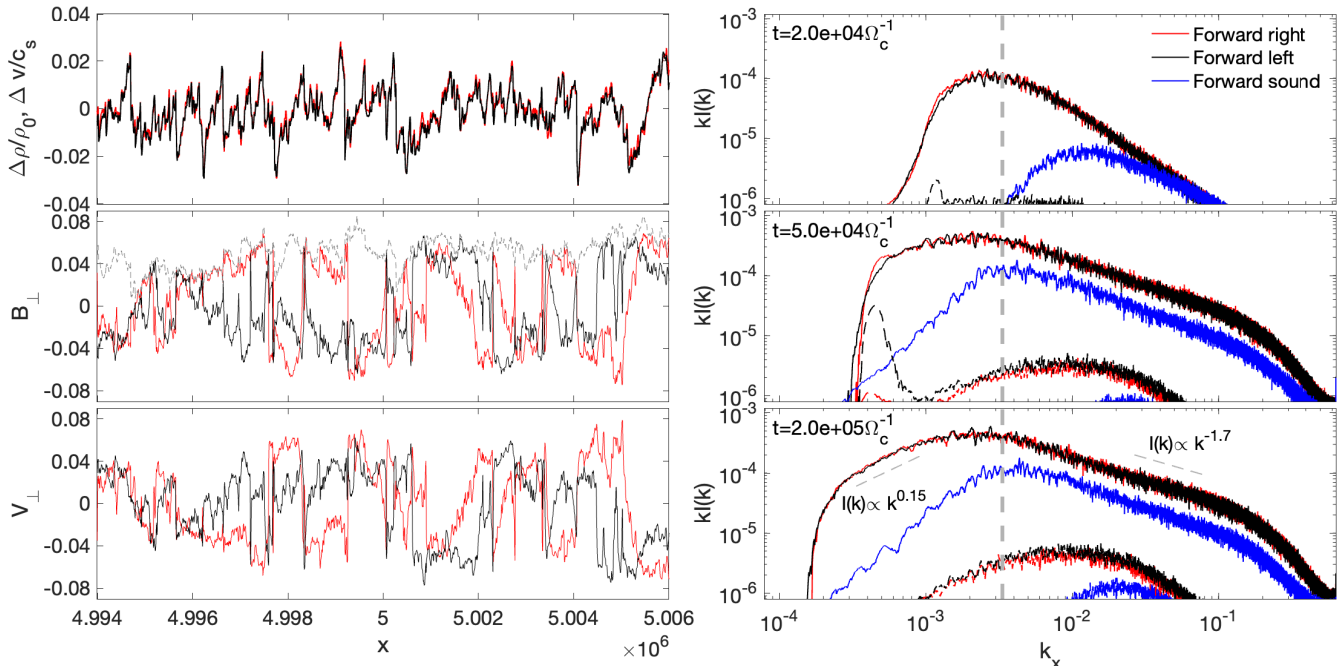 Δρ/ρ₀, Δ v/cₛ
0.04
0.02
0
-0.02
-0.04
B⊥
0.08
0.04
0
-0.04
-0.08
V⊥
0.08
0.04
0
-0.04
-0.08
4.994
4.996
4.998
5
5.002
5.004
5.006
x
×10⁶
kI(k)
10⁻³
10⁻⁴
10⁻⁵
10⁻⁶
t=2.0e+04Ω_c⁻¹
Forward right
Forward left
Forward sound
kI(k)
10⁻³
10⁻⁴
10⁻⁵
10⁻⁶
t=5.0e+04Ω_c⁻¹
kI(k)
10⁻³
10⁻⁴
10⁻⁵
10⁻⁶
t=2.0e+05Ω_c⁻¹
I(k)∝ k^-1.7
I(k)∝ k^0.15
10⁻⁴
10⁻³
10⁻²
10⁻¹
kₓ